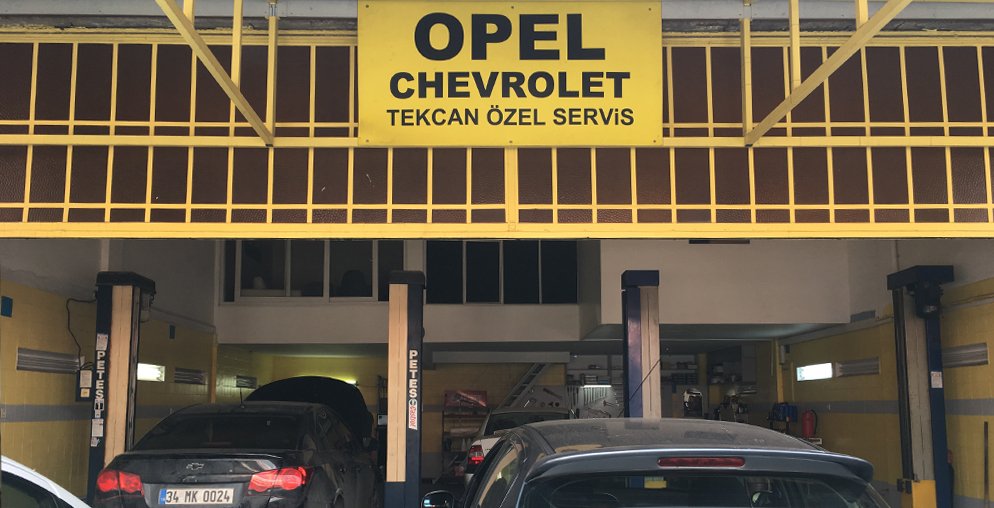 OPEL
CHEVROLET
TEKCAN ÖZEL SERViS
PETES
PETES
34 MK 0024